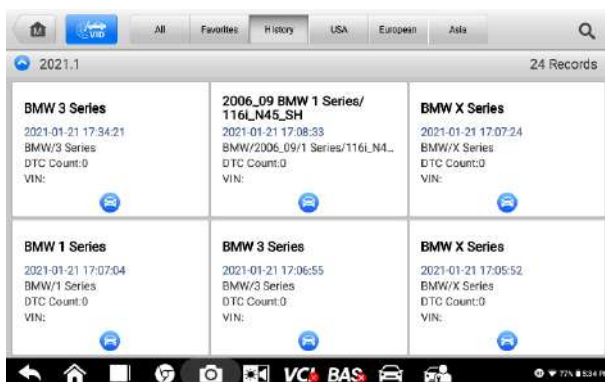 VID All Favorites History USA European Asia
2021.1 24 Records
BMW 3 Series
2021-01-21 17:34:21
BMW/3 Series
DTC Count:0
VIN:
2006_09 BMW 1 Series/
116i_N45_SH
2021-01-21 17:08:33
BMW/2006_09/1 Series/116i_N4...
DTC Count:0
VIN:
BMW X Series
2021-01-21 17:07:24
BMW/X Series
DTC Count:0
VIN:
BMW 1 Series
2021-01-21 17:07:04
BMW/1 Series
DTC Count:0
VIN:
BMW 3 Series
2021-01-21 17:06:55
BMW/3 Series
DTC Count:0
VIN:
BMW X Series
2021-01-21 17:05:52
BMW/X Series
DTC Count:0
VIN:
VCI BAS 77% 5:34 PM